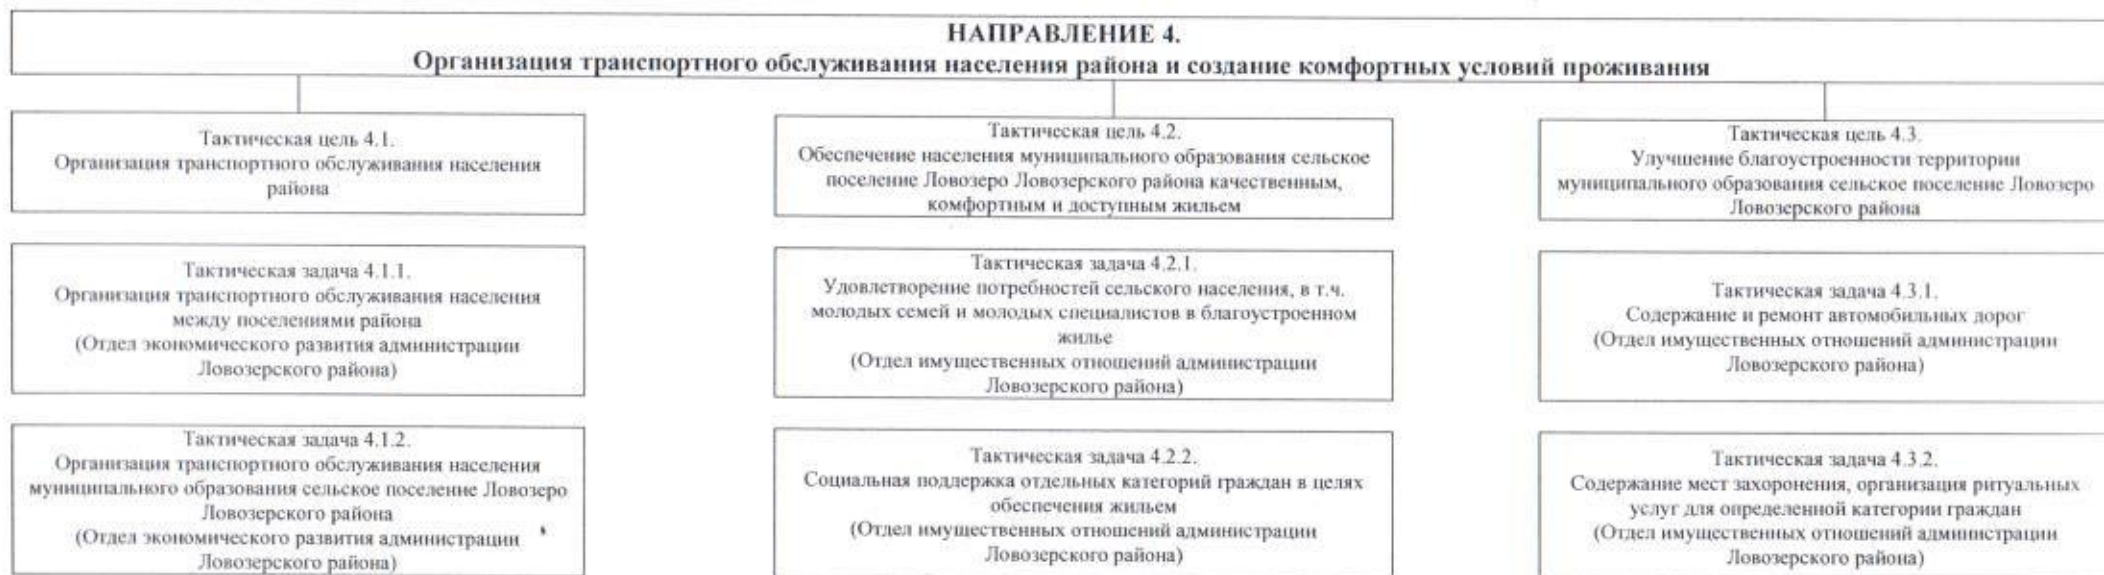 НАПРАВЛЕНИЕ 4.
Организация транспортного обслуживания населения района и создание комфортных условий проживания
Тактическая цель 4.1.
Организация транспортного обслуживания населения
района
Тактическая цель 4.2.
Обеспечение населения муниципального образования сельское
поселение Ловозеро Ловозерского района качественным,
комфортным и доступным жильем
Тактическая цель 4.3.
Улучшение благоустроенности территории
муниципального образования сельское поселение Ловозеро
Ловозерского района
Тактическая задача 4.1.1.
Организация транспортного обслуживания населения
между поселениями района
(Отдел экономического развития администрации
Ловозерского района)
Тактическая задача 4.2.1.
Удовлетворение потребностей сельского населения, в т.ч.
молодых семей и молодых специалистов в благоустроенном
жилье
(Отдел имущественных отношений администрации
Ловозерского района)
Тактическая задача 4.3.1.
Содержание и ремонт автомобильных дорог
(Отдел имущественных отношений администрации
Ловозерского района)
Тактическая задача 4.1.2.
Организация транспортного обслуживания населения
муниципального образования сельское поселение Ловозеро
Ловозерского района
(Отдел экономического развития администрации
Ловозерского района)
Тактическая задача 4.2.2.
Социальная поддержка отдельных категорий граждан в целях
обеспечения жильем
(Отдел имущественных отношений администрации
Ловозерского района)
Тактическая задача 4.3.2.
Содержание мест захоронения, организация ритуальных
услуг для определенной категории граждан
(Отдел имущественных отношений администрации
Ловозерского района)